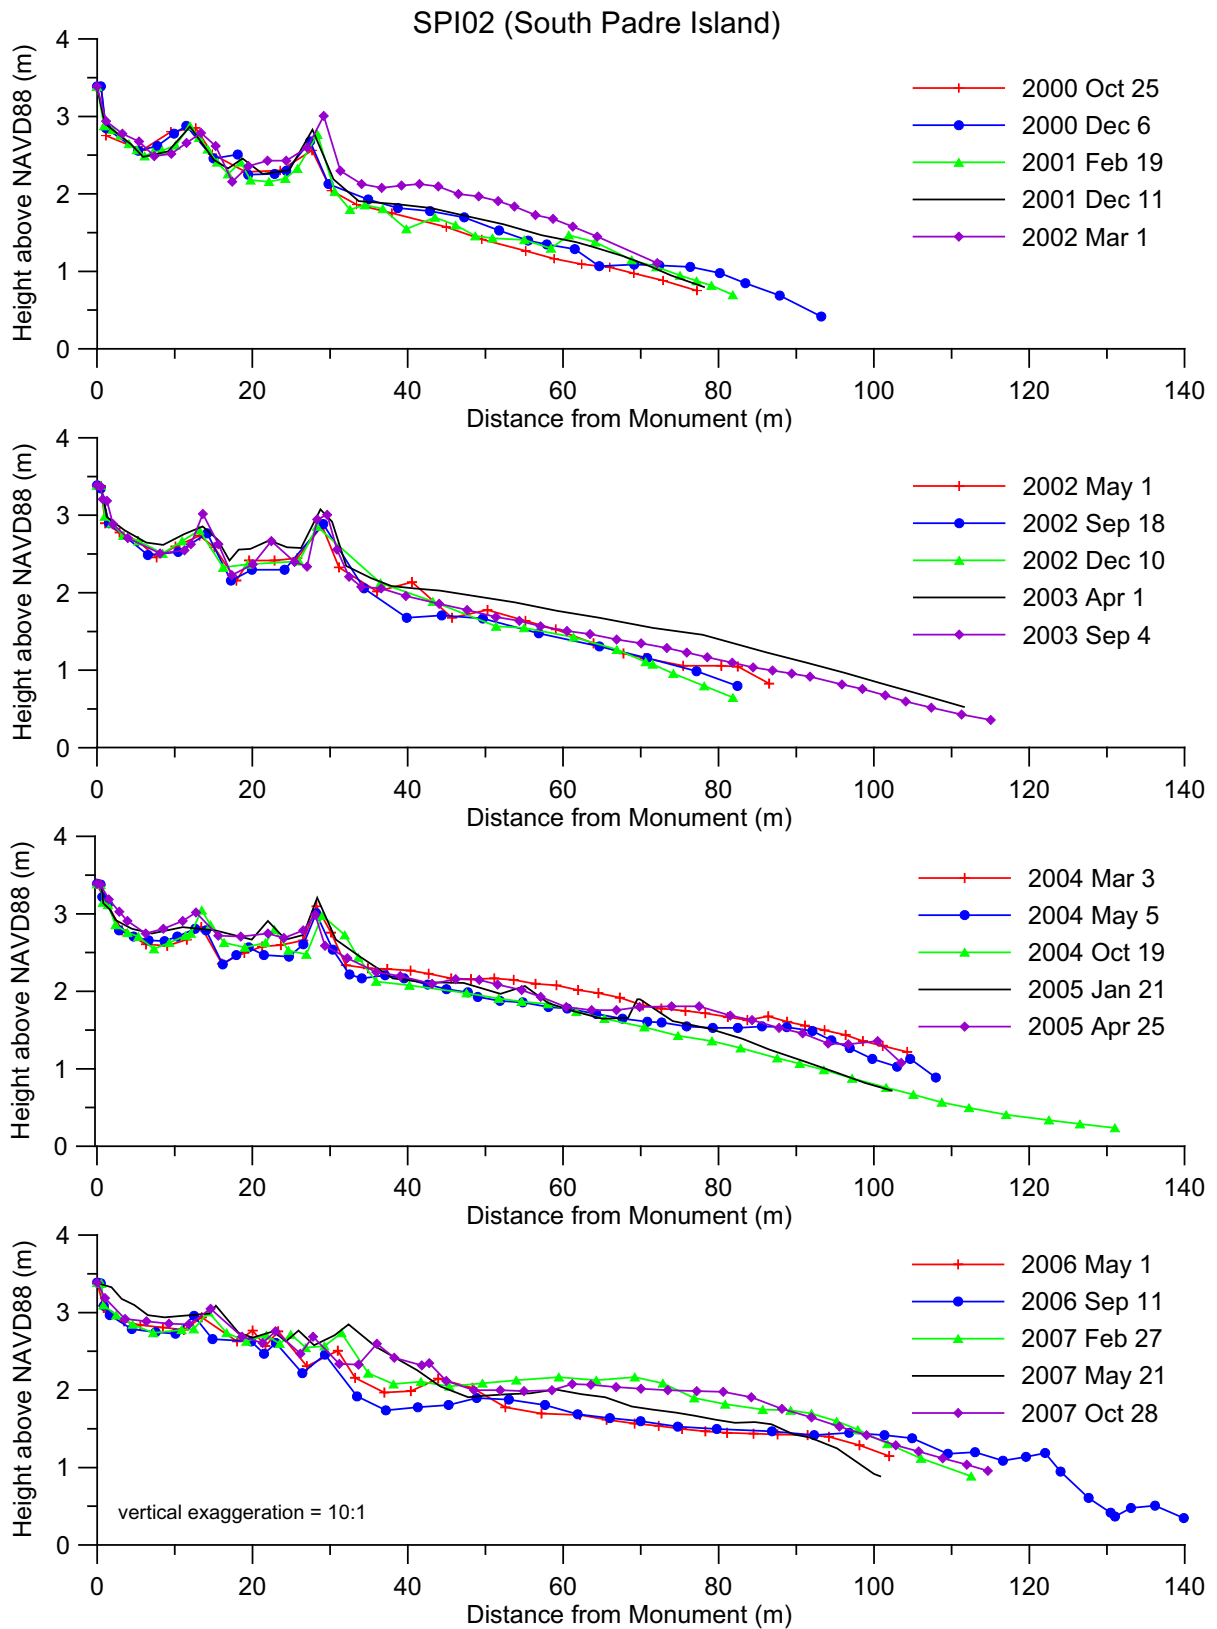 SPI02 (South Padre Island)
Height above NAVD88 (m)
4
3
2
1
0
2000 Oct 25
2000 Dec 6
2001 Feb 19
2001 Dec 11
2002 Mar 1
0 20 40 60 80 100 120 140
Distance from Monument (m)
Height above NAVD88 (m)
4
3
2
1
0
2002 May 1
2002 Sep 18
2002 Dec 10
2003 Apr 1
2003 Sep 4
0 20 40 60 80 100 120 140
Distance from Monument (m)
Height above NAVD88 (m)
4
3
2
1
0
2004 Mar 3
2004 May 5
2004 Oct 19
2005 Jan 21
2005 Apr 25
0 20 40 60 80 100 120 140
Distance from Monument (m)
Height above NAVD88 (m)
4
3
2
1
0
2006 May 1
2006 Sep 11
2007 Feb 27
2007 May 21
2007 Oct 28
vertical exaggeration = 10:1
0 20 40 60 80 100 120 140
Distance from Monument (m)